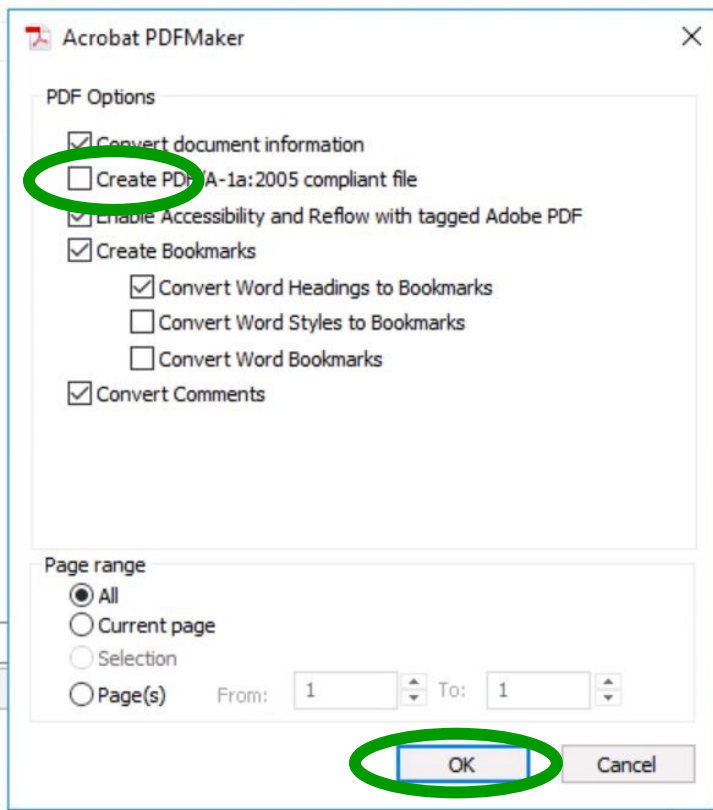 Acrobat PDFMaker
PDF Options
Convert document information
Create PDF/A-1a:2005 compliant file
Enable Accessibility and Reflow with tagged Adobe PDF
Create Bookmarks
Convert Word Headings to Bookmarks
Convert Word Styles to Bookmarks
Convert Word Bookmarks
Convert Comments
Page range
All
Current page
Selection
Page(s) From: 1 To: 1
OK Cancel